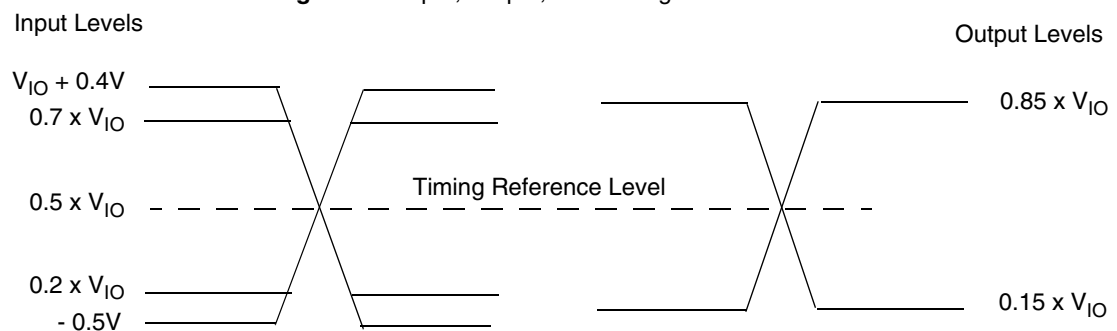 Input Levels
Output Levels
V_IO + 0.4V
0.7 x V_IO
0.85 x V_IO
Timing Reference Level
0.5 x V_IO
0.2 x V_IO
0.15 x V_IO
- 0.5V